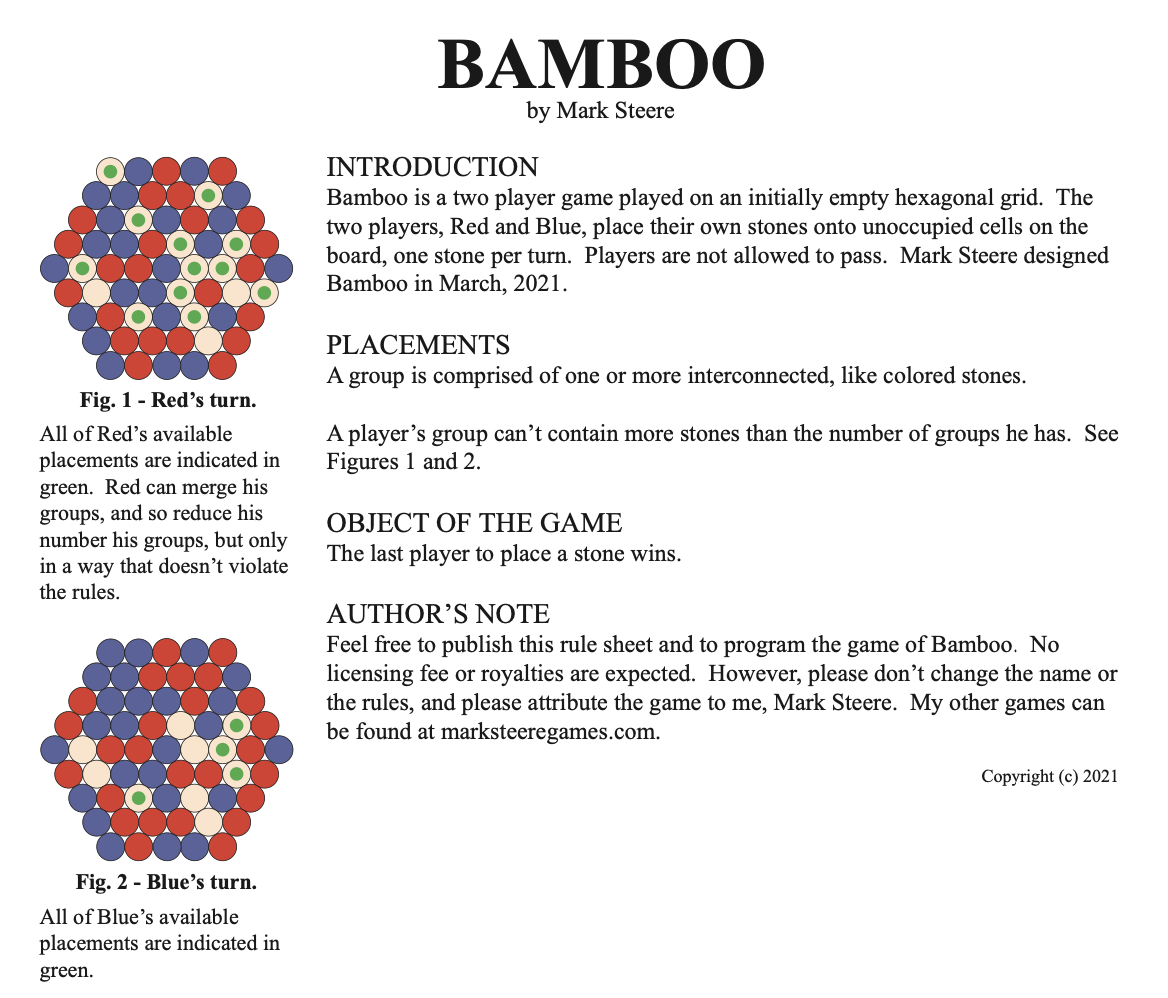 BAMBOO
by Mark Steere
INTRODUCTION
Bamboo is a two player game played on an initially empty hexagonal grid.  The
two players, Red and Blue, place their own stones onto unoccupied cells on the
board, one stone per turn.  Players are not allowed to pass.  Mark Steere designed
Bamboo in March, 2021.
PLACEMENTS
A group is comprised of one or more interconnected, like colored stones.
A player's group can't contain more stones than the number of groups he has.  See
Figures 1 and 2.
OBJECT OF THE GAME
The last player to place a stone wins.
AUTHOR'S NOTE
Feel free to publish this rule sheet and to program the game of Bamboo.  No
licensing fee or royalties are expected.  However, please don't change the name or
the rules, and please attribute the game to me, Mark Steere.  My other games can
be found at marksteeregames.com.
Copyright (c) 2021
Fig. 1 - Red's turn.
All of Red's available
placements are indicated in
green.  Red can merge his
groups, and so reduce his
number his groups, but only
in a way that doesn't violate
the rules.
Fig. 2 - Blue's turn.
All of Blue's available
placements are indicated in
green.